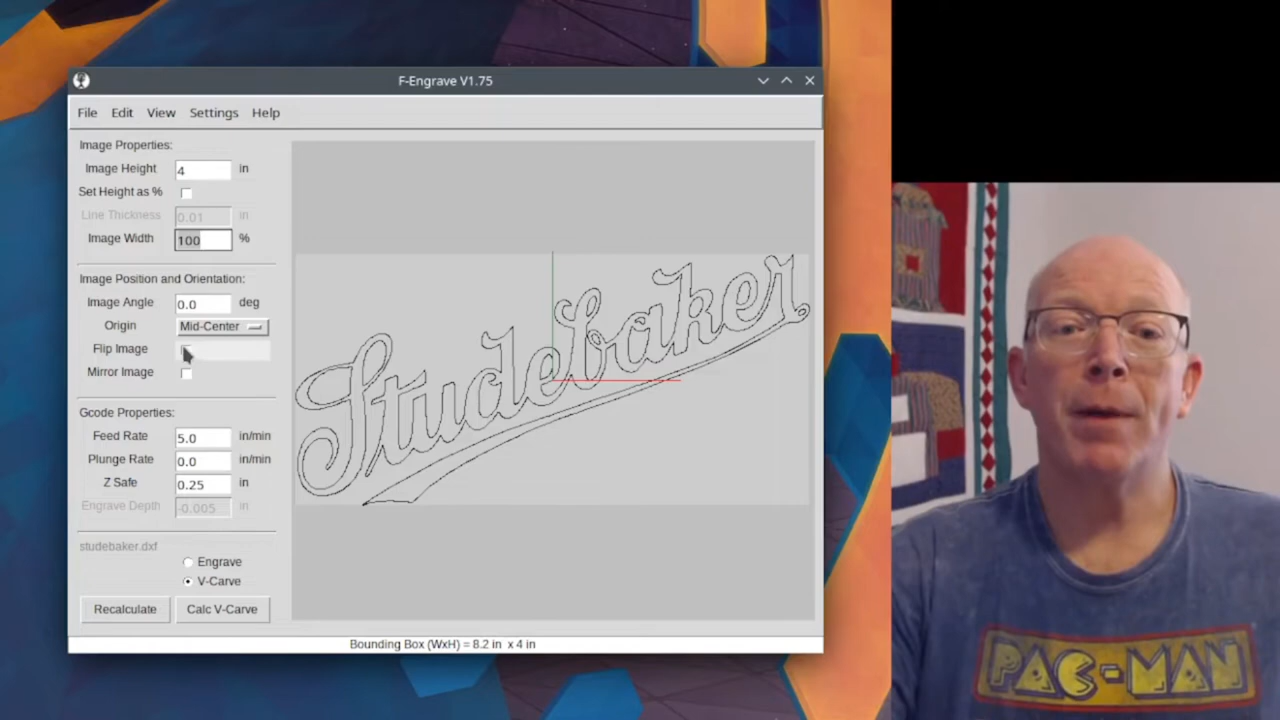 F-Engrave V1.75
File Edit View Settings Help
Image Properties:
Image Height 4 in
Set Height as %
Line Thickness 0.01 in
Image Width 100 %
Image Position and Orientation:
Image Angle 0.0 deg
Origin Mid-Center
Flip Image
Mirror Image
Gcode Properties:
Feed Rate 5.0 in/min
Plunge Rate 0.0 in/min
Z Safe 0.25 in
Engrave Depth -0.005 in
studebaker.dxf
Engrave
V-Carve
Recalculate Calc V-Carve
Studebaker
Bounding Box (WxH) = 8.2 in x 4 in
PAC-MAN